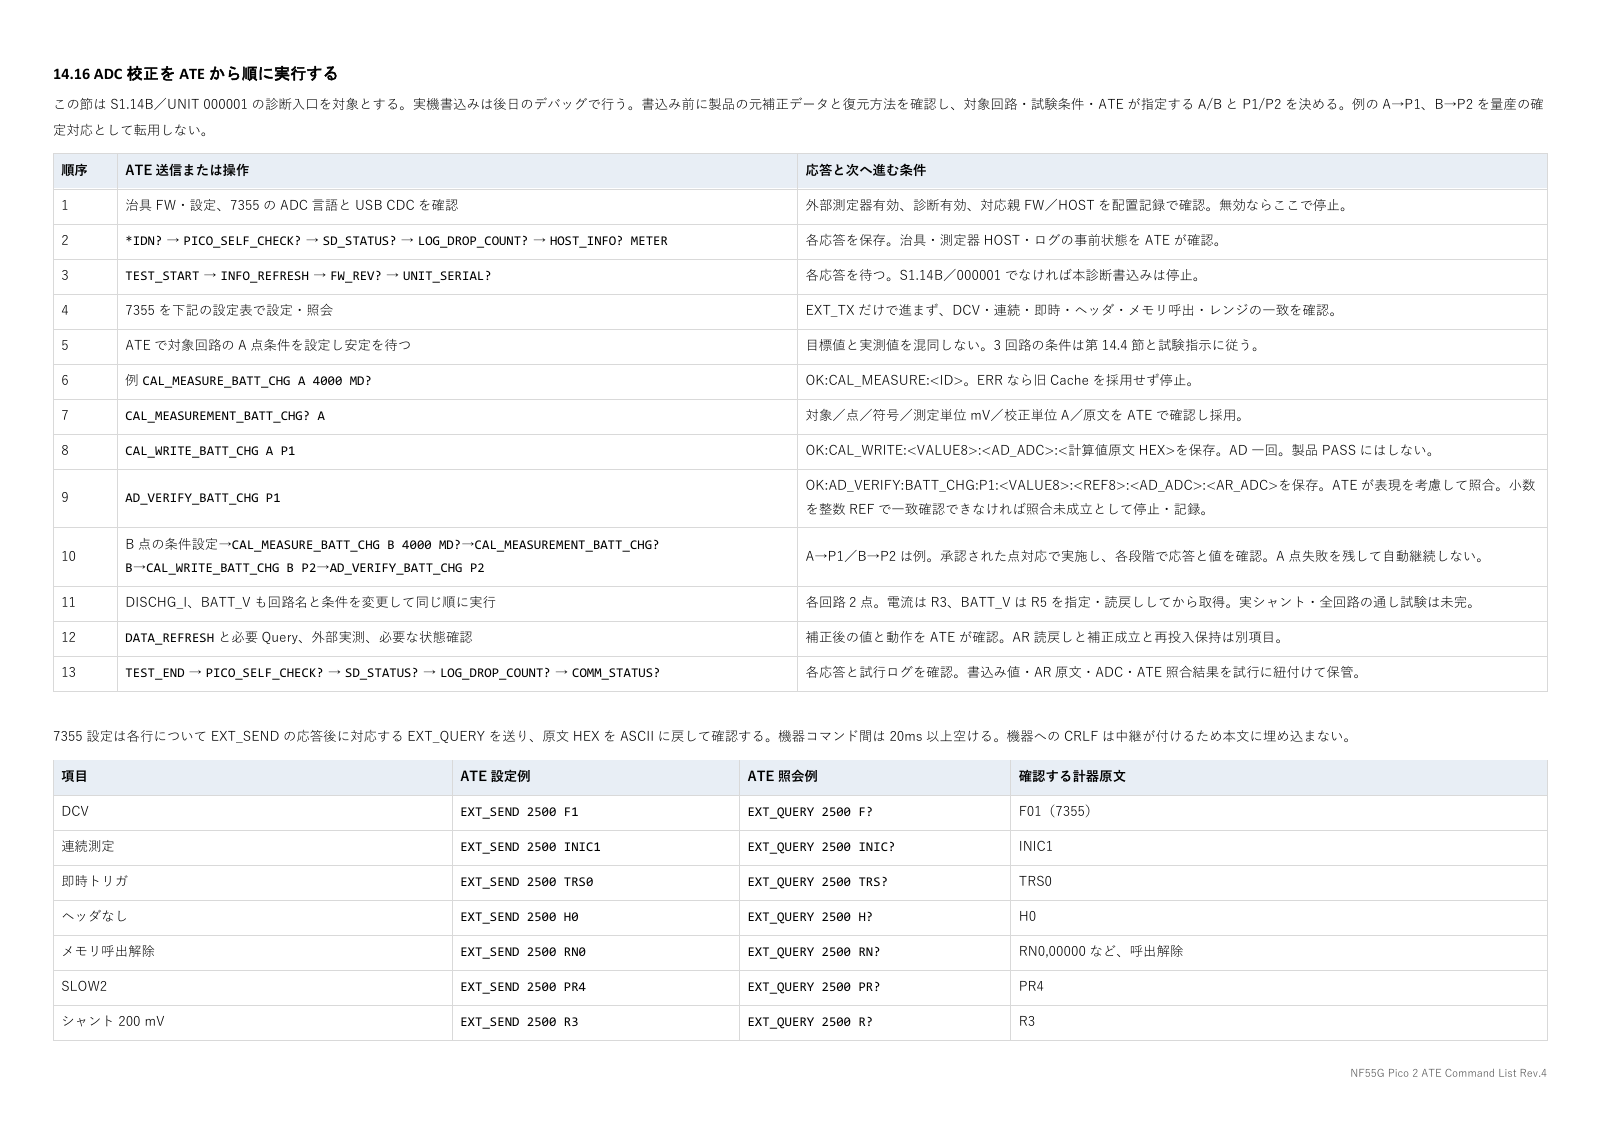 14.16 ADC 校正を ATE から順に実行する
この節は S1.14B／UNIT 000001 の診断入口を対象とする。実機書込みは後日のデバッグで行う。書込み前に製品の元補正データと復元方法を確認し、対象回路・試験条件・ATE が指定する A/B と P1/P2 を決める。例の A→P1、B→P2 を量産の確
定対応として転用しない。
順序 ATE 送信または操作 応答と次へ進む条件
1 治具 FW・設定、7355 の ADC 言語と USB CDC を確認 外部測定器有効、診断有効、対応親 FW／HOST を配置記録で確認。無効ならここで停止。
2 *IDN? → PICO_SELF_CHECK? → SD_STATUS? → LOG_DROP_COUNT? → HOST_INFO? METER 各応答を保存。治具・測定器 HOST・ログの事前状態を ATE が確認。
3 TEST_START → INFO_REFRESH → FW_REV? → UNIT_SERIAL? 各応答を待つ。S1.14B／000001 でなければ本診断書込みは停止。
4 7355 を下記の設定表で設定・照会 EXT_TX だけで進まず、DCV・連続・即時・ヘッダ・メモリ呼出・レンジの一致を確認。
5 ATE で対象回路の A 点条件を設定し安定を待つ 目標値と実測値を混同しない。3 回路の条件は第 14.4 節と試験指示に従う。
6 例 CAL_MEASURE_BATT_CHG A 4000 MD? OK:CAL_MEASURE:<ID>。ERR なら旧 Cache を採用せず停止。
7 CAL_MEASUREMENT_BATT_CHG? A 対象／点／符号／測定単位 mV／校正単位 A／原文を ATE で確認し採用。
8 CAL_WRITE_BATT_CHG A P1 OK:CAL_WRITE:<VALUE8>:<AD_ADC>:<計算値原文 HEX>を保存。AD 一回。製品 PASS にはしない。
9 AD_VERIFY_BATT_CHG P1 OK:AD_VERIFY:BATT_CHG:P1:<VALUE8>:<REF8>:<AD_ADC>:<AR_ADC>を保存。ATE が表現を考慮して照合。小数
を整数 REF で一致確認できなければ照合未成立として停止・記録。
10 B 点の条件設定→CAL_MEASURE_BATT_CHG B 4000 MD?→CAL_MEASUREMENT_BATT_CHG?
B→CAL_WRITE_BATT_CHG B P2→AD_VERIFY_BATT_CHG P2 A→P1／B→P2 は例。承認された点対応で実施し、各段階で応答と値を確認。A 点失敗を残して自動継続しない。
11 DISCHG_I、BATT_V も回路名と条件を変更して同じ順に実行 各回路 2 点。電流は R3、BATT_V は R5 を指定・読戻ししてから取得。実シャント・全回路の通し試験は未完。
12 DATA_REFRESH と必要 Query、外部実測、必要な状態確認 補正後の値と動作を ATE が確認。AR 読戻しと補正成立と再投入保持は別項目。
13 TEST_END → PICO_SELF_CHECK? → SD_STATUS? → LOG_DROP_COUNT? → COMM_STATUS? 各応答と試行ログを確認。書込み値・AR 原文・ADC・ATE 照合結果を試行に紐付けて保管。
7355 設定は各行について EXT_SEND の応答後に対応する EXT_QUERY を送り、原文 HEX を ASCII に戻して確認する。機器コマンド間は 20ms 以上空ける。機器への CRLF は中継が付けるため本文に埋め込まない。
項目 ATE 設定例 ATE 照会例 確認する計器原文
DCV EXT_SEND 2500 F1 EXT_QUERY 2500 F? F01（7355）
連続測定 EXT_SEND 2500 INIC1 EXT_QUERY 2500 INIC? INIC1
即時トリガ EXT_SEND 2500 TRS0 EXT_QUERY 2500 TRS? TRS0
ヘッダなし EXT_SEND 2500 H0 EXT_QUERY 2500 H? H0
メモリ呼出解除 EXT_SEND 2500 RN0 EXT_QUERY 2500 RN? RN0,00000 など、呼出解除
SLOW2 EXT_SEND 2500 PR4 EXT_QUERY 2500 PR? PR4
シャント 200 mV EXT_SEND 2500 R3 EXT_QUERY 2500 R? R3
NF55G Pico 2 ATE Command List Rev.4